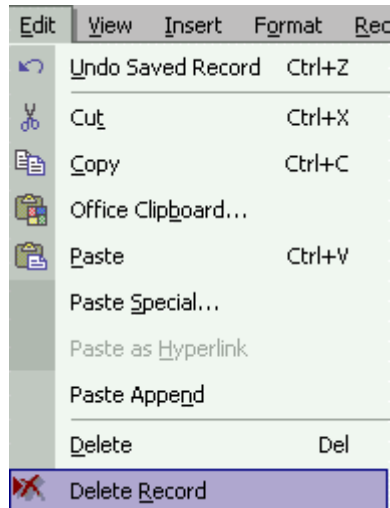 Edit View Insert Format Rec
Undo Saved Record Ctrl+Z
Cut Ctrl+X
Copy Ctrl+C
Office Clipboard...
Paste Ctrl+V
Paste Special...
Paste as Hyperlink
Paste Append
Delete Del
Delete Record